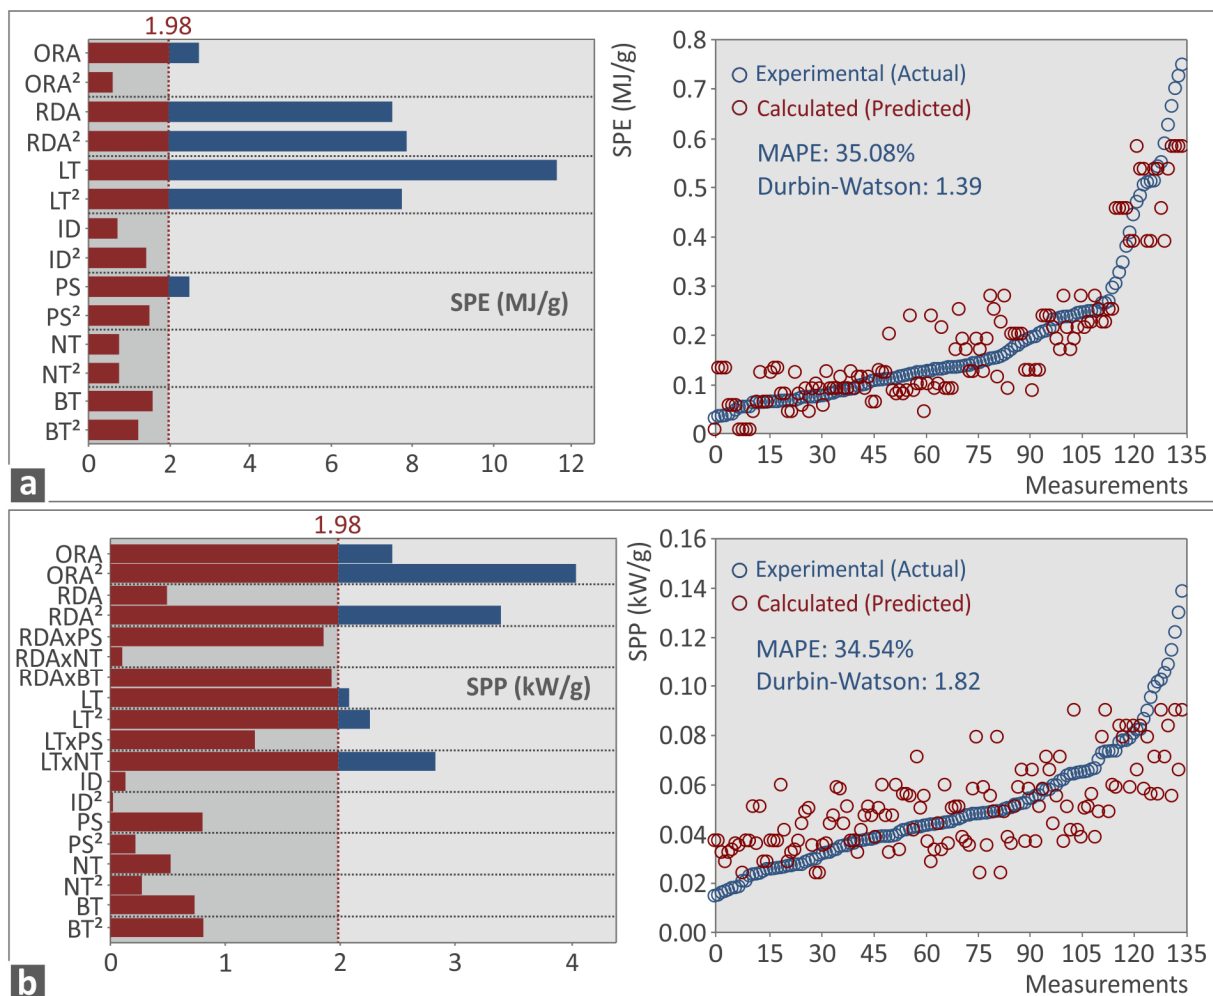 1.98
ORA
ORA²
RDA
RDA²
LT
LT²
ID
ID²
PS
PS²
NT
NT²
BT
BT²
SPE (MJ/g)
0 2 4 6 8 10 12
a
SPE (MJ/g)
0.8
0.7
0.6
0.5
0.4
0.3
0.2
0.1
0
Experimental (Actual)
Calculated (Predicted)
MAPE: 35.08%
Durbin-Watson: 1.39
0 15 30 45 60 75 90 105 120 135
Measurements
1.98
ORA
ORA²
RDA
RDA²
RDAxPS
RDAxNT
RDAxBT
LT
LT²
LTxPS
LTxNT
ID
ID²
PS
PS²
NT
NT²
BT
BT²
SPP (kW/g)
0 1 2 3 4
b
SPP (kW/g)
0.16
0.14
0.12
0.10
0.08
0.06
0.04
0.02
0.00
Experimental (Actual)
Calculated (Predicted)
MAPE: 34.54%
Durbin-Watson: 1.82
0 15 30 45 60 75 90 105 120 135
Measurements